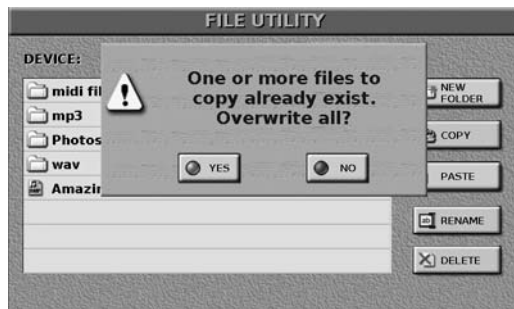 FILE UTILITY
DEVICE:
midi fil
mp3
Photos
wav
Amazin
One or more files to
copy already exist.
Overwrite all?
YES
NO
NEW
FOLDER
COPY
PASTE
RENAME
DELETE